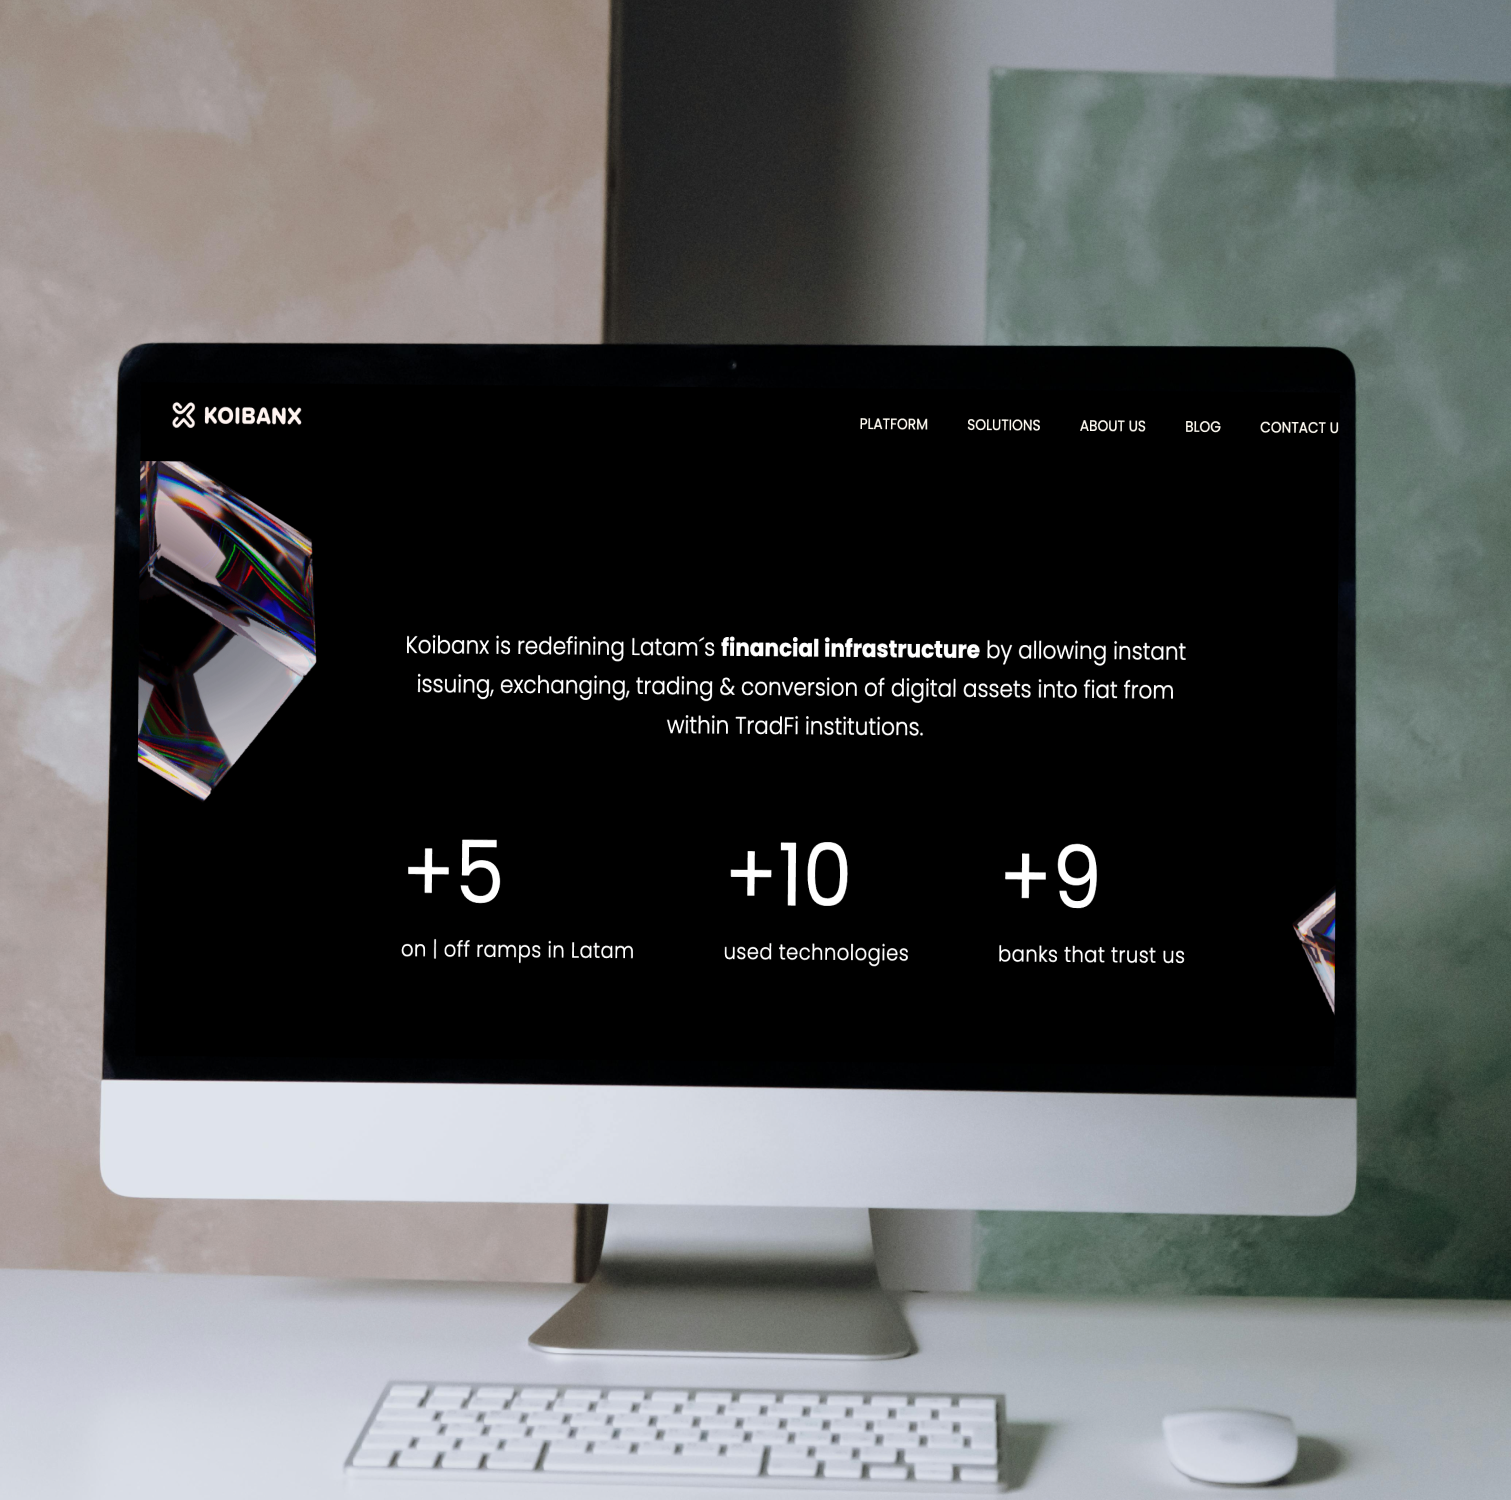 KOIBANX
PLATFORM SOLUTIONS ABOUT US BLOG CONTACT U
Koibanx is redefining Latam´s financial infrastructure by allowing instant
issuing, exchanging, trading & conversion of digital assets into fiat from
within TradFi institutions.
+5 +10 +9
on | off ramps in Latam used technologies banks that trust us